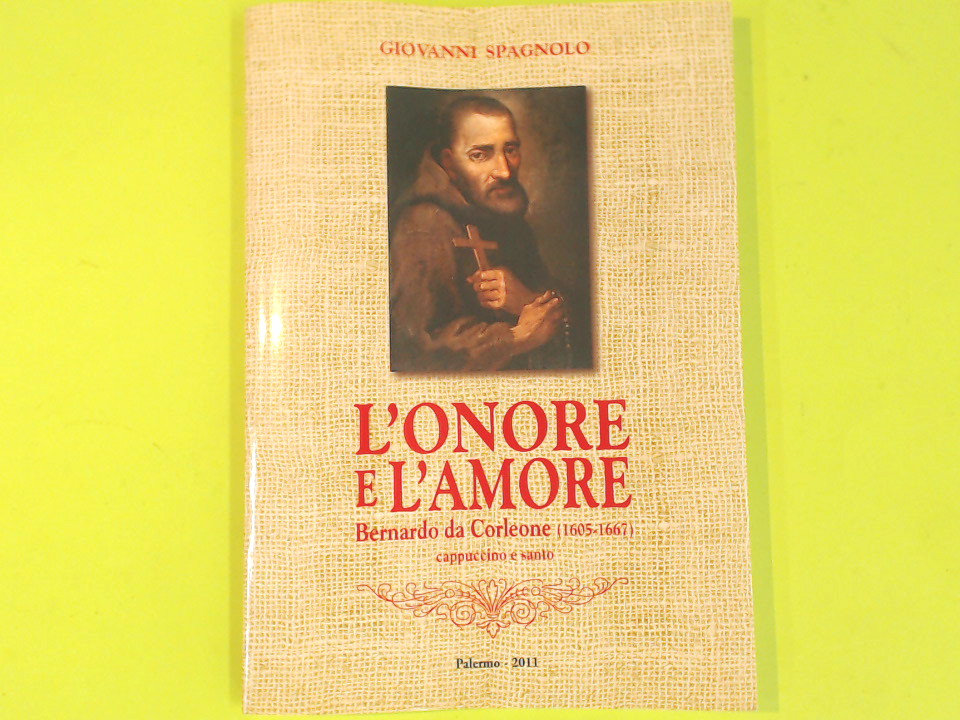 GIOVANNI SPAGNOLO
L'ONORE
E L'AMORE
Bernardo da Corleone (1605-1667)
cappuccino e santo
Palermo - 2011